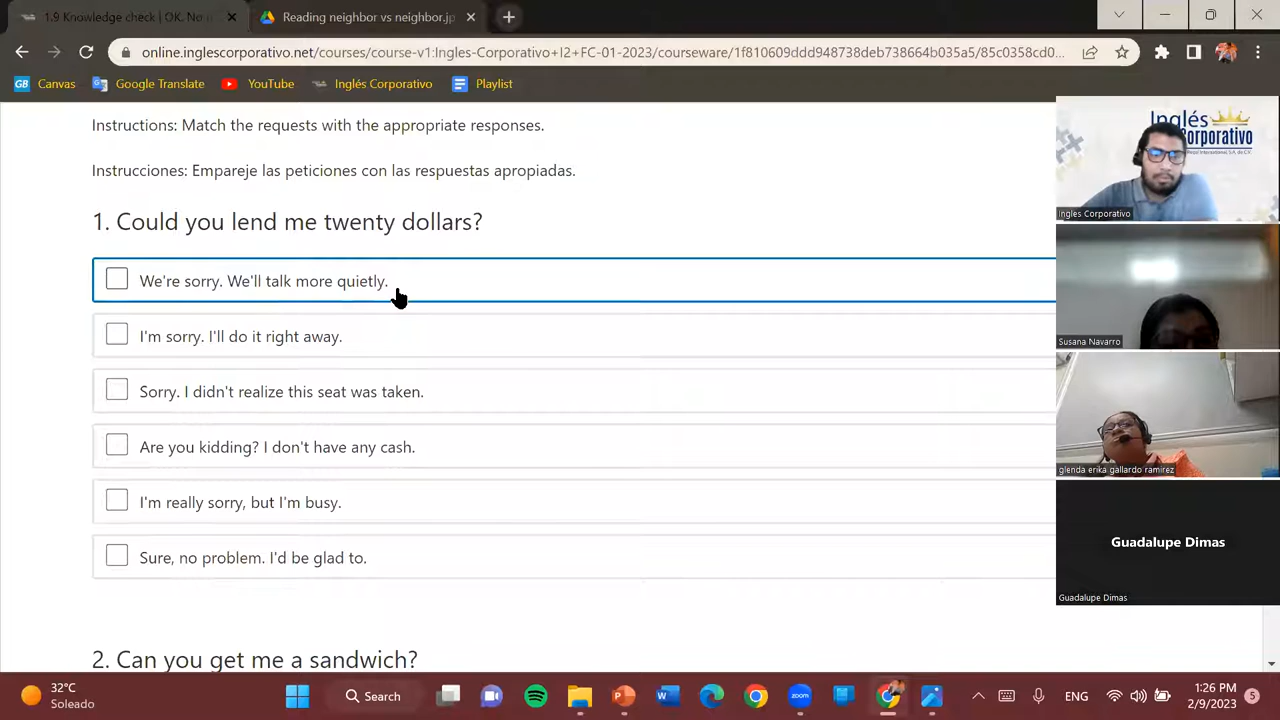 1.9 Knowledge check | OK. No
Reading neighbor vs neighbor.jp
online.inglescorporativo.net/courses/course-v1:Ingles-Corporativo+I2+FC-01-2023/courseware/1f810609ddd948738deb738664b035a5/85c0358cd0...
GB Canvas Google Translate YouTube Inglés Corporativo Playlist
Instructions: Match the requests with the appropriate responses.
Instrucciones: Empareje las peticiones con las respuestas apropiadas.
1. Could you lend me twenty dollars?
We're sorry. We'll talk more quietly.
I'm sorry. I'll do it right away.
Sorry. I didn't realize this seat was taken.
Are you kidding? I don't have any cash.
I'm really sorry, but I'm busy.
Sure, no problem. I'd be glad to.
2. Can you get me a sandwich?
Inglés
Corporativo
Ingles Corporativo
Susana Navarro
glenda erika gallardo ramirez
Guadalupe Dimas
Guadalupe Dimas
32°C
Soleado
Search
zoom
ENG
1:26 PM
2/9/2023
5